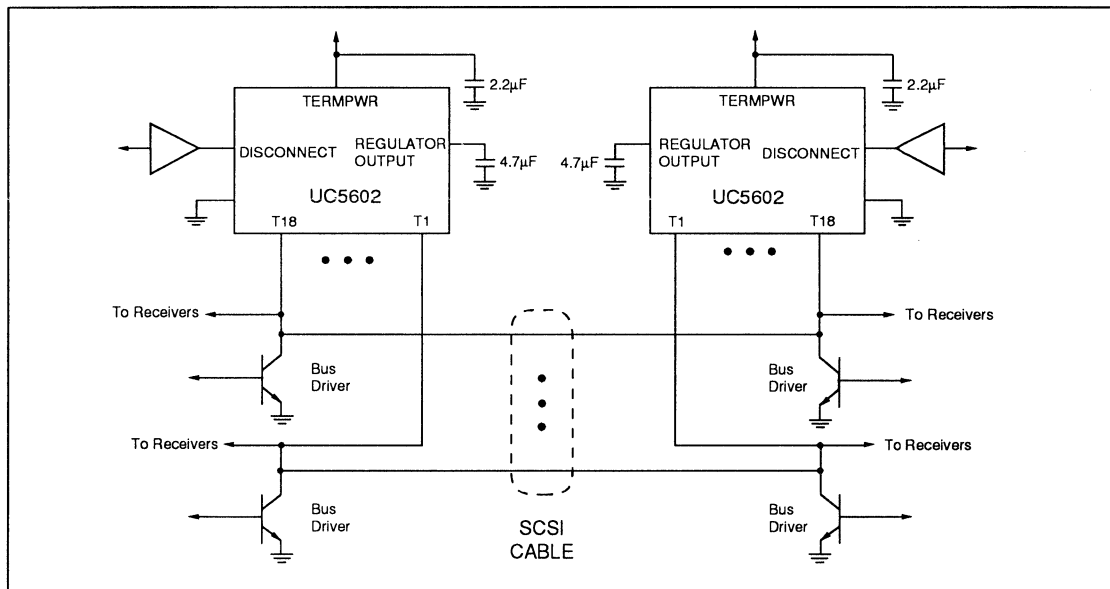 2.2µF
2.2µF
TERMPWR
TERMPWR
DISCONNECT
REGULATOR
OUTPUT
4.7µF
4.7µF
REGULATOR
OUTPUT
DISCONNECT
UC5602
UC5602
T18
T1
T1
T18
To Receivers
To Receivers
Bus
Driver
Bus
Driver
To Receivers
To Receivers
Bus
Driver
Bus
Driver
SCSI
CABLE